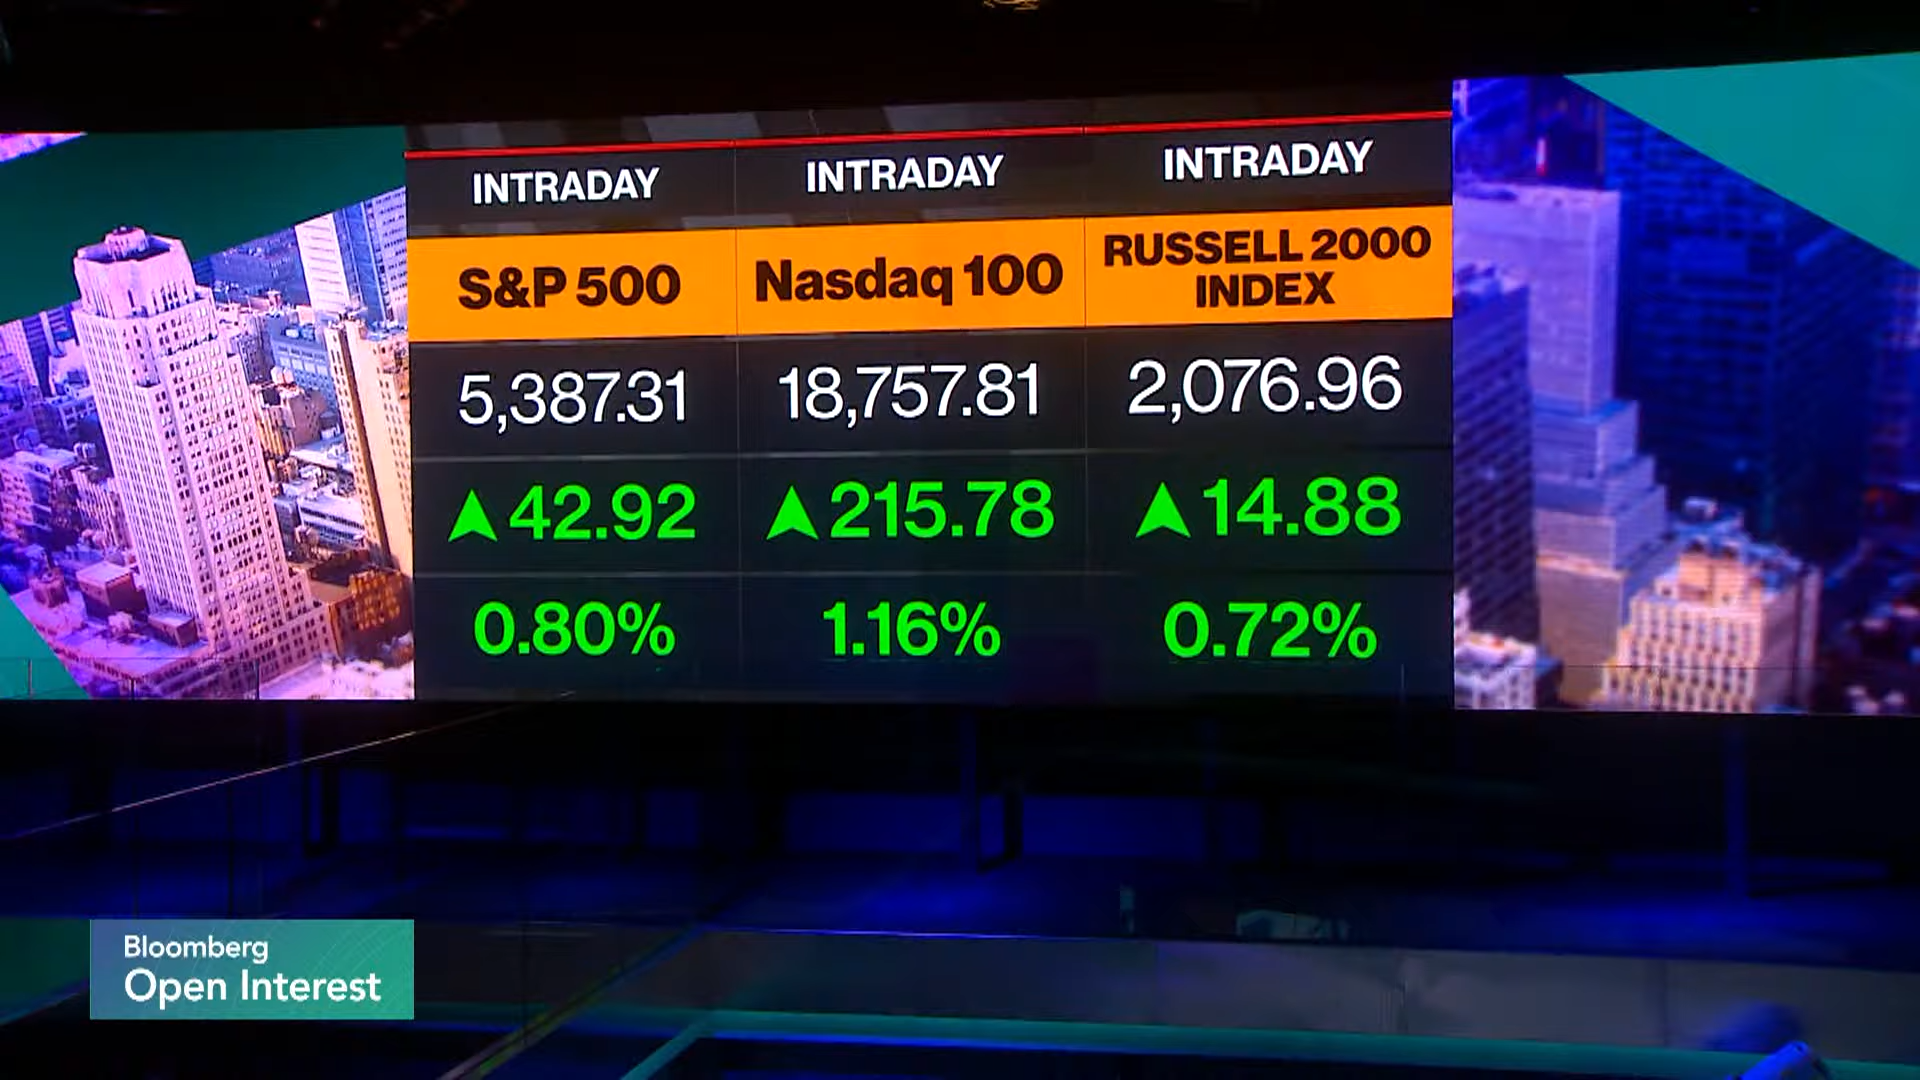 INTRADAY
S&P 500
5,387.31
▲42.92
0.80%
INTRADAY
Nasdaq 100
18,757.81
▲215.78
1.16%
INTRADAY
RUSSELL 2000
INDEX
2,076.96
▲14.88
0.72%
Bloomberg
Open Interest